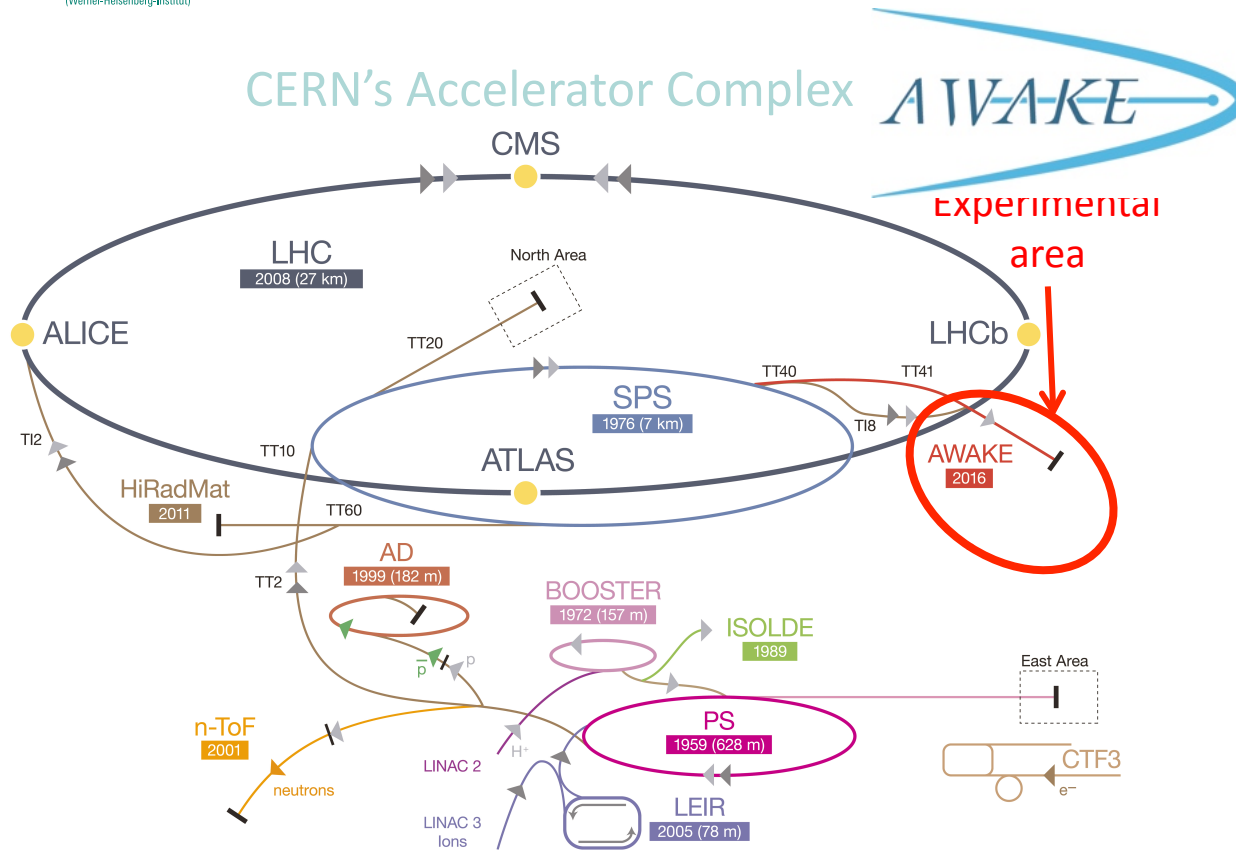 (Werner-Heisenberg-Institut)
CERN's Accelerator Complex
AWAKE
CMS
Experimental
area
LHC
2008 (27 km)
North Area
ALICE
LHCb
TT20
TT40
TT41
SPS
1976 (7 km)
TI2
TT10
TI8
ATLAS
AWAKE
2016
HiRadMat
2011
TT60
AD
1999 (182 m)
TT2
BOOSTER
1972 (157 m)
ISOLDE
1989
p̅
p
East Area
n-ToF
2001
PS
1959 (628 m)
H⁺
LINAC 2
CTF3
neutrons
e⁻
LEIR
2005 (78 m)
LINAC 3
Ions